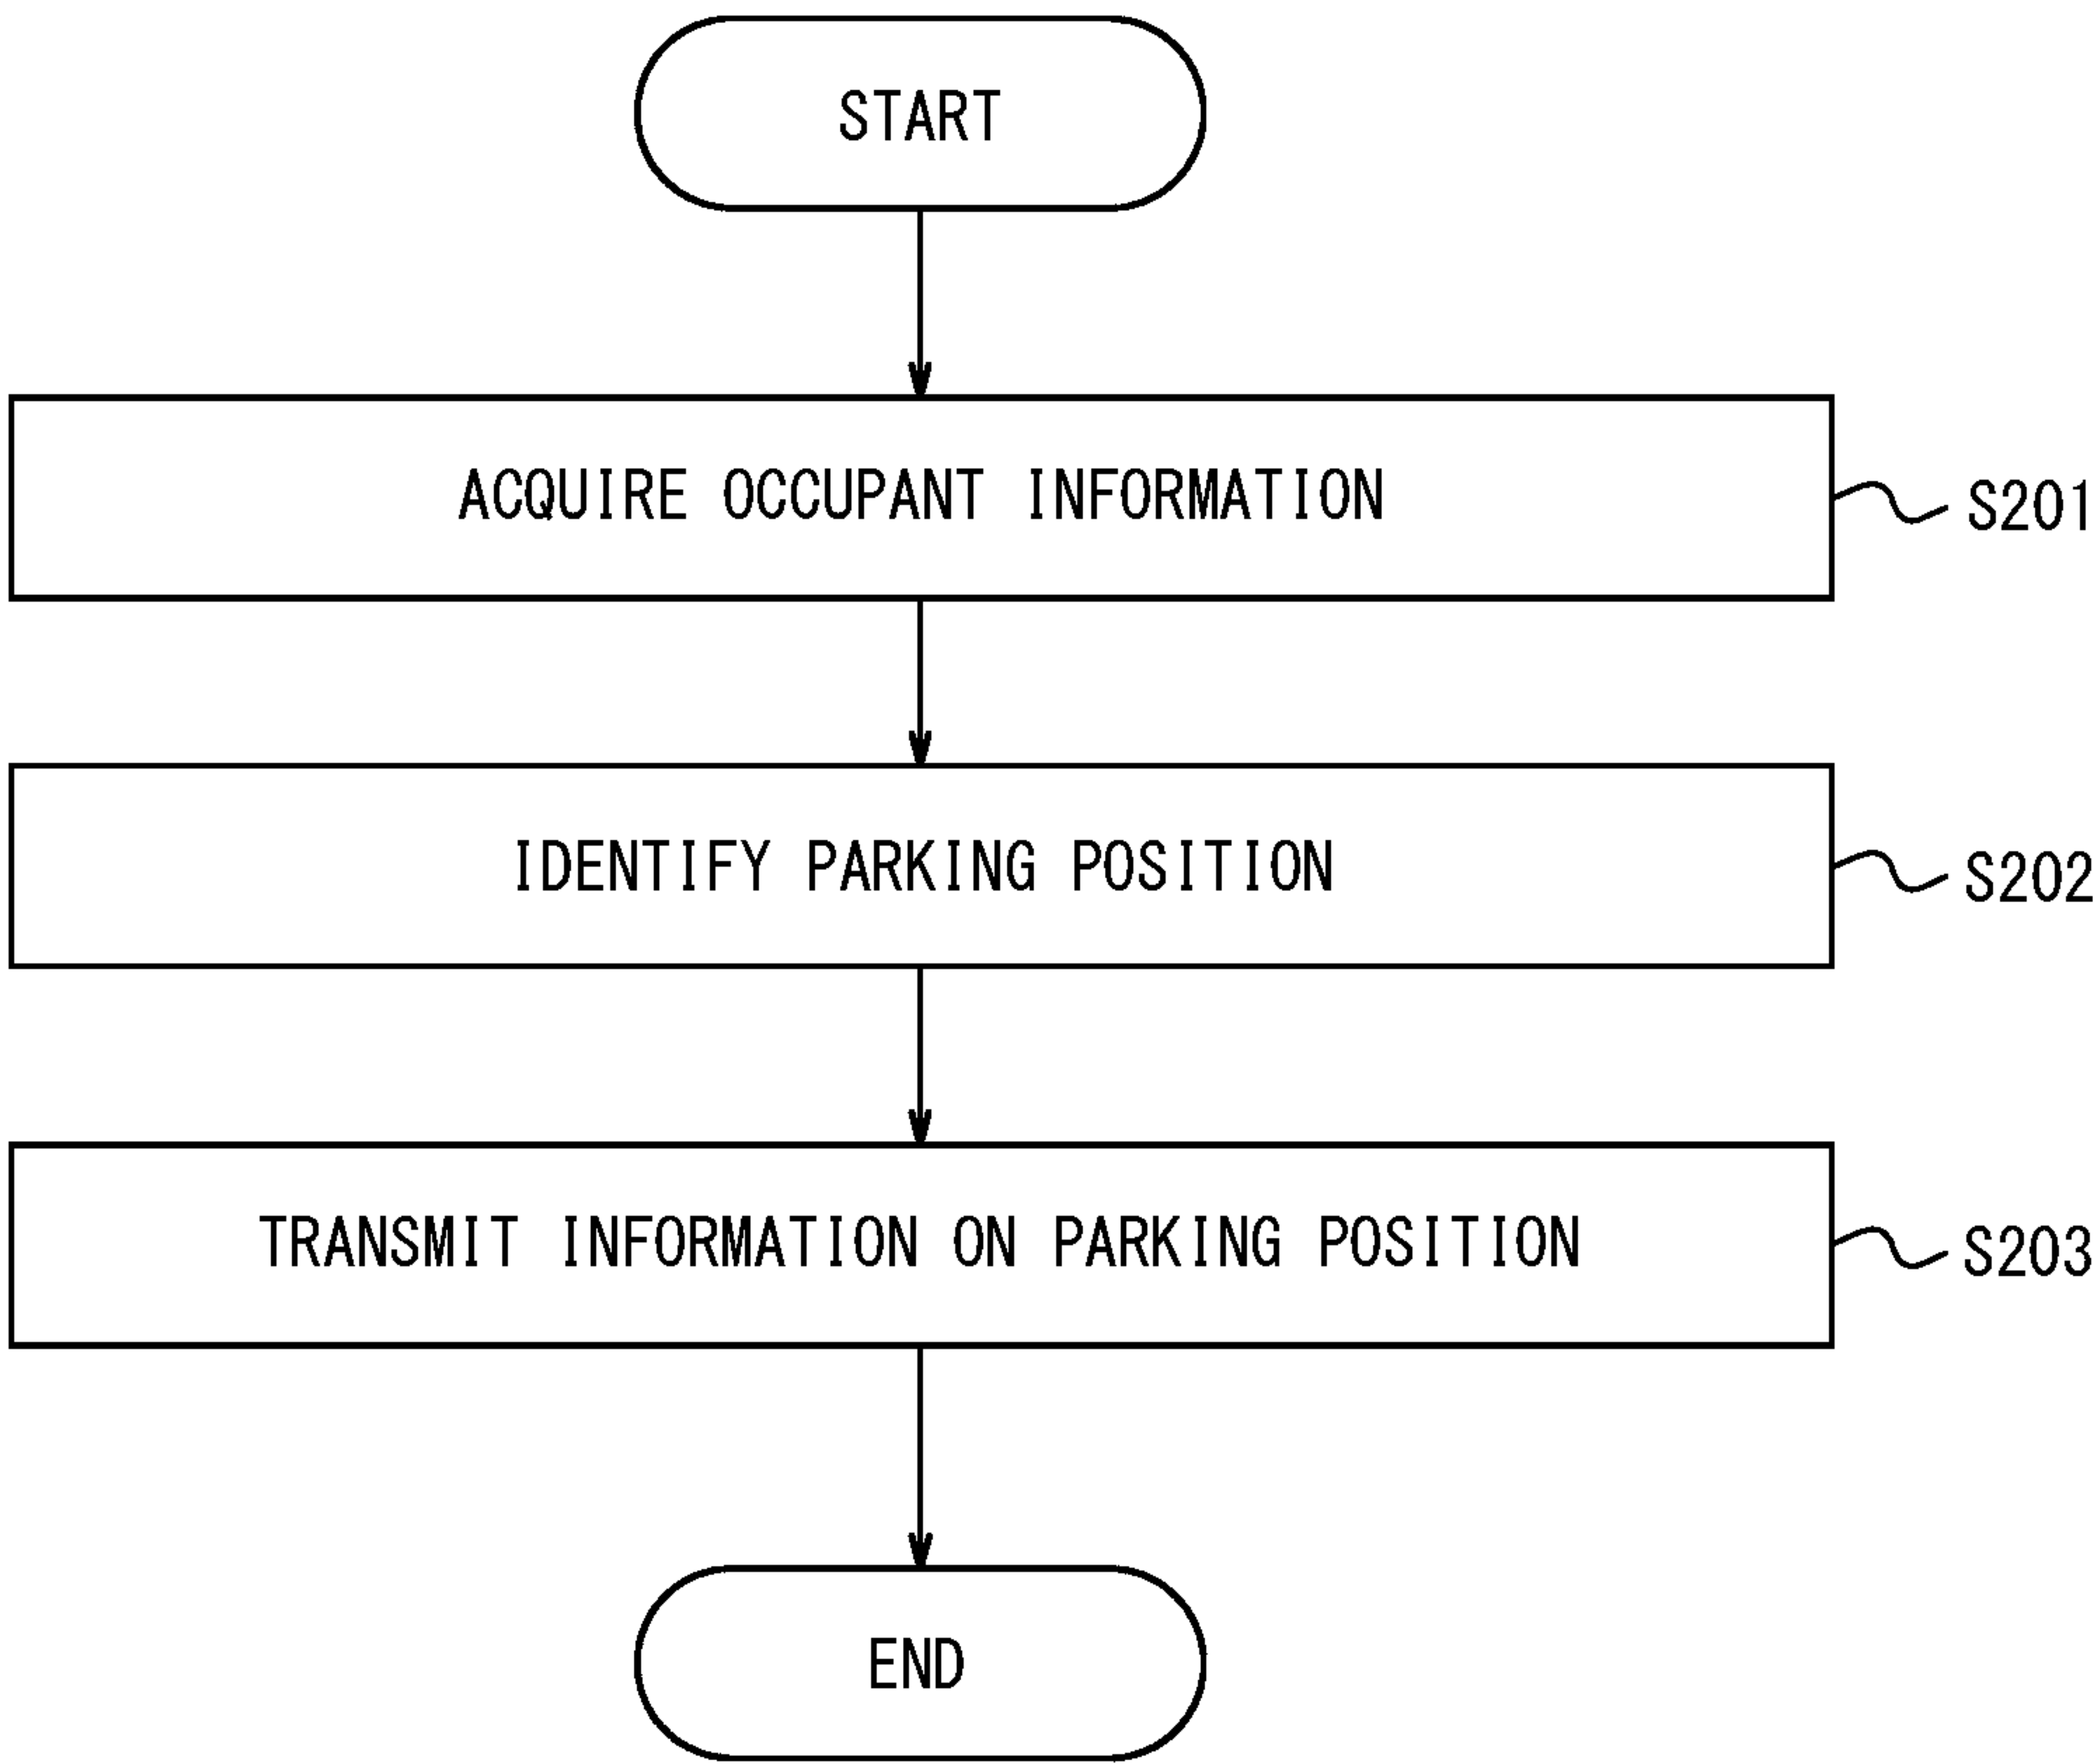 START
ACQUIRE OCCUPANT INFORMATION
S201
IDENTIFY PARKING POSITION
S202
TRANSMIT INFORMATION ON PARKING POSITION
S203
END